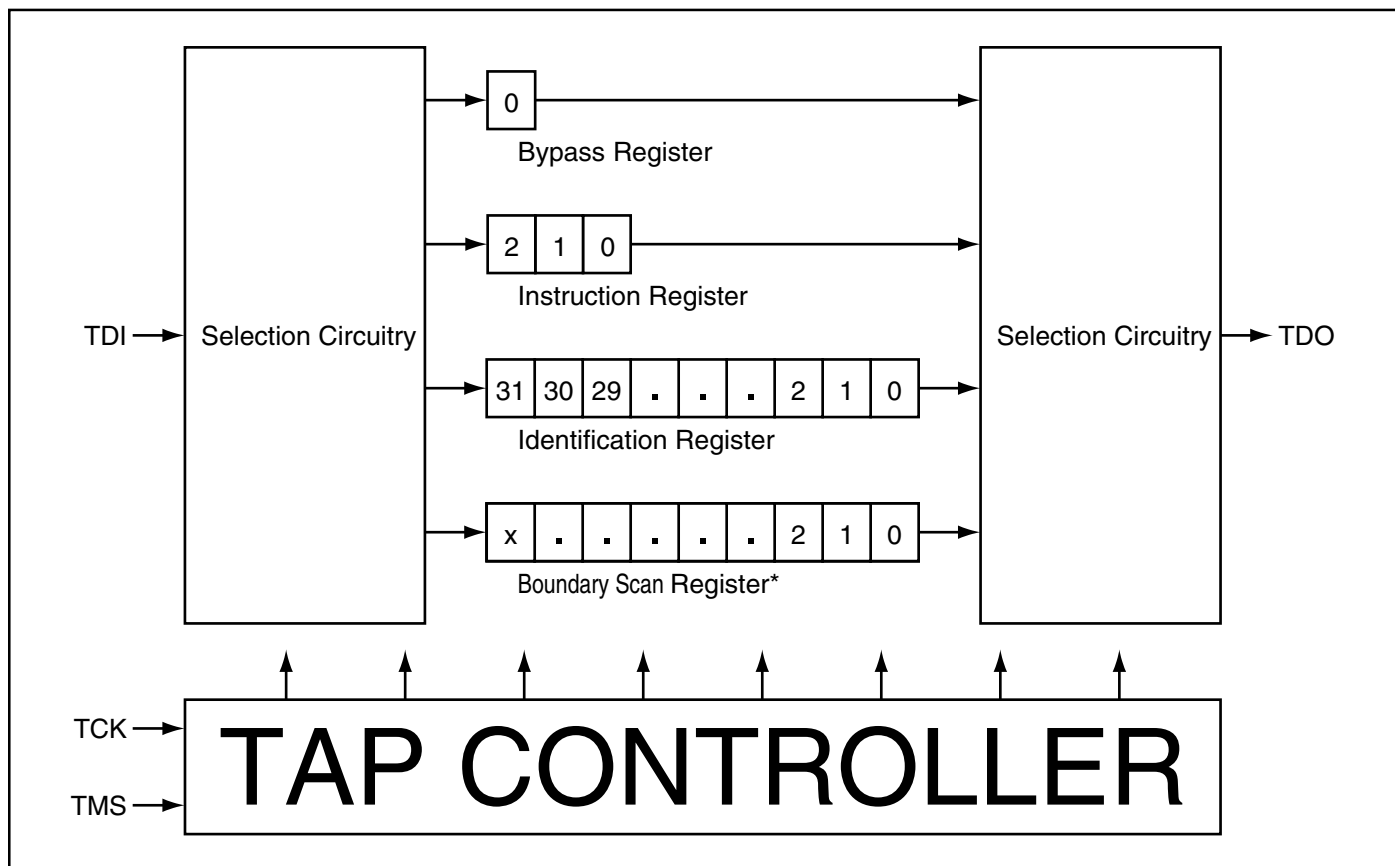 0
Bypass Register
2 1 0
Instruction Register
TDI
Selection Circuitry
Selection Circuitry
TDO
31 30 29 . . . 2 1 0
Identification Register
x . . . . . 2 1 0
Boundary Scan Register*
TCK
TAP CONTROLLER
TMS